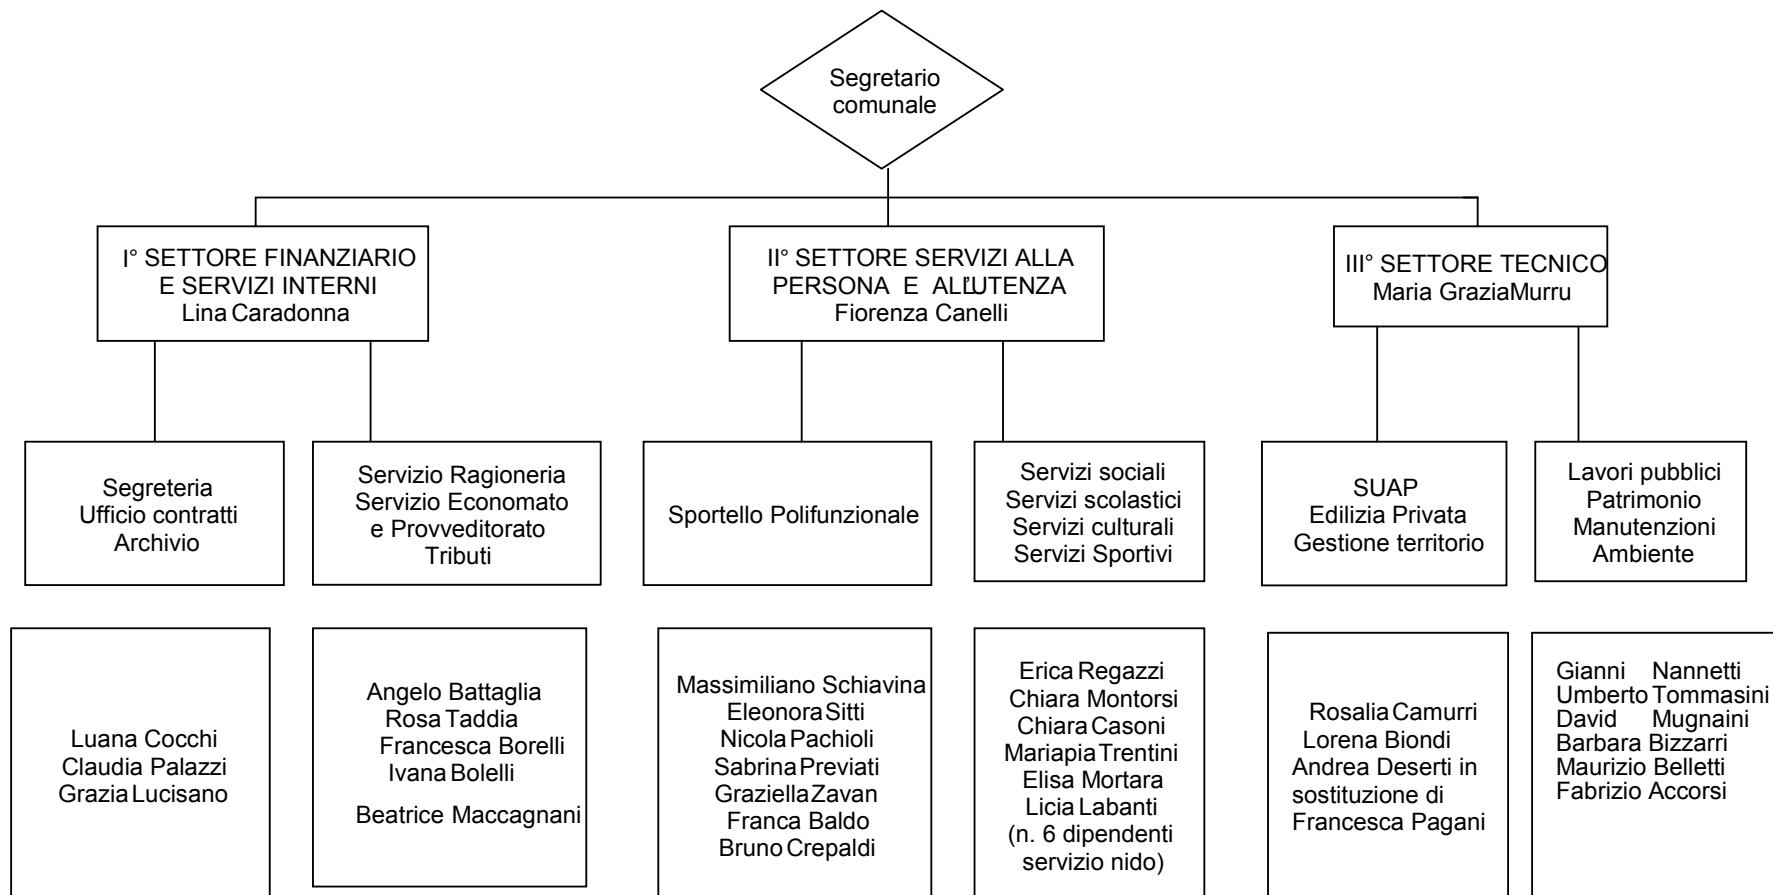 Segretario
comunale
I° SETTORE FINANZIARIO
E SERVIZI INTERNI
Lina Caradonna
II° SETTORE SERVIZI ALLA
PERSONA E ALL'UTENZA
Fiorenza Canelli
III° SETTORE TECNICO
Maria GraziaMurru
Segreteria
Ufficio contratti
Archivio
Servizio Ragioneria
Servizio Economato
e Provveditorato
Tributi
Sportello Polifunzionale
Servizi sociali
Servizi scolastici
Servizi culturali
Servizi Sportivi
SUAP
Edilizia Privata
Gestione territorio
Lavori pubblici
Patrimonio
Manutenzioni
Ambiente
Luana Cocchi
Claudia Palazzi
Grazia Lucisano
Angelo Battaglia
Rosa Taddia
Francesca Borelli
Ivana Bolelli
Beatrice Maccagnani
Massimiliano Schiavina
Eleonora Sitti
Nicola Pachioli
Sabrina Previati
Graziella Zavan
Franca Baldo
Bruno Crepaldi
Erica Regazzi
Chiara Montorsi
Chiara Casoni
Mariapia Trentini
Elisa Mortara
Licia Labanti
(n. 6 dipendenti
servizio nido)
Rosalia Camurri
Lorena Biondi
Andrea Deserti in
sostituzione di
Francesca Pagani
Gianni Nannetti
Umberto Tommasini
David Mugnaini
Barbara Bizzarri
Maurizio Belletti
Fabrizio Accorsi